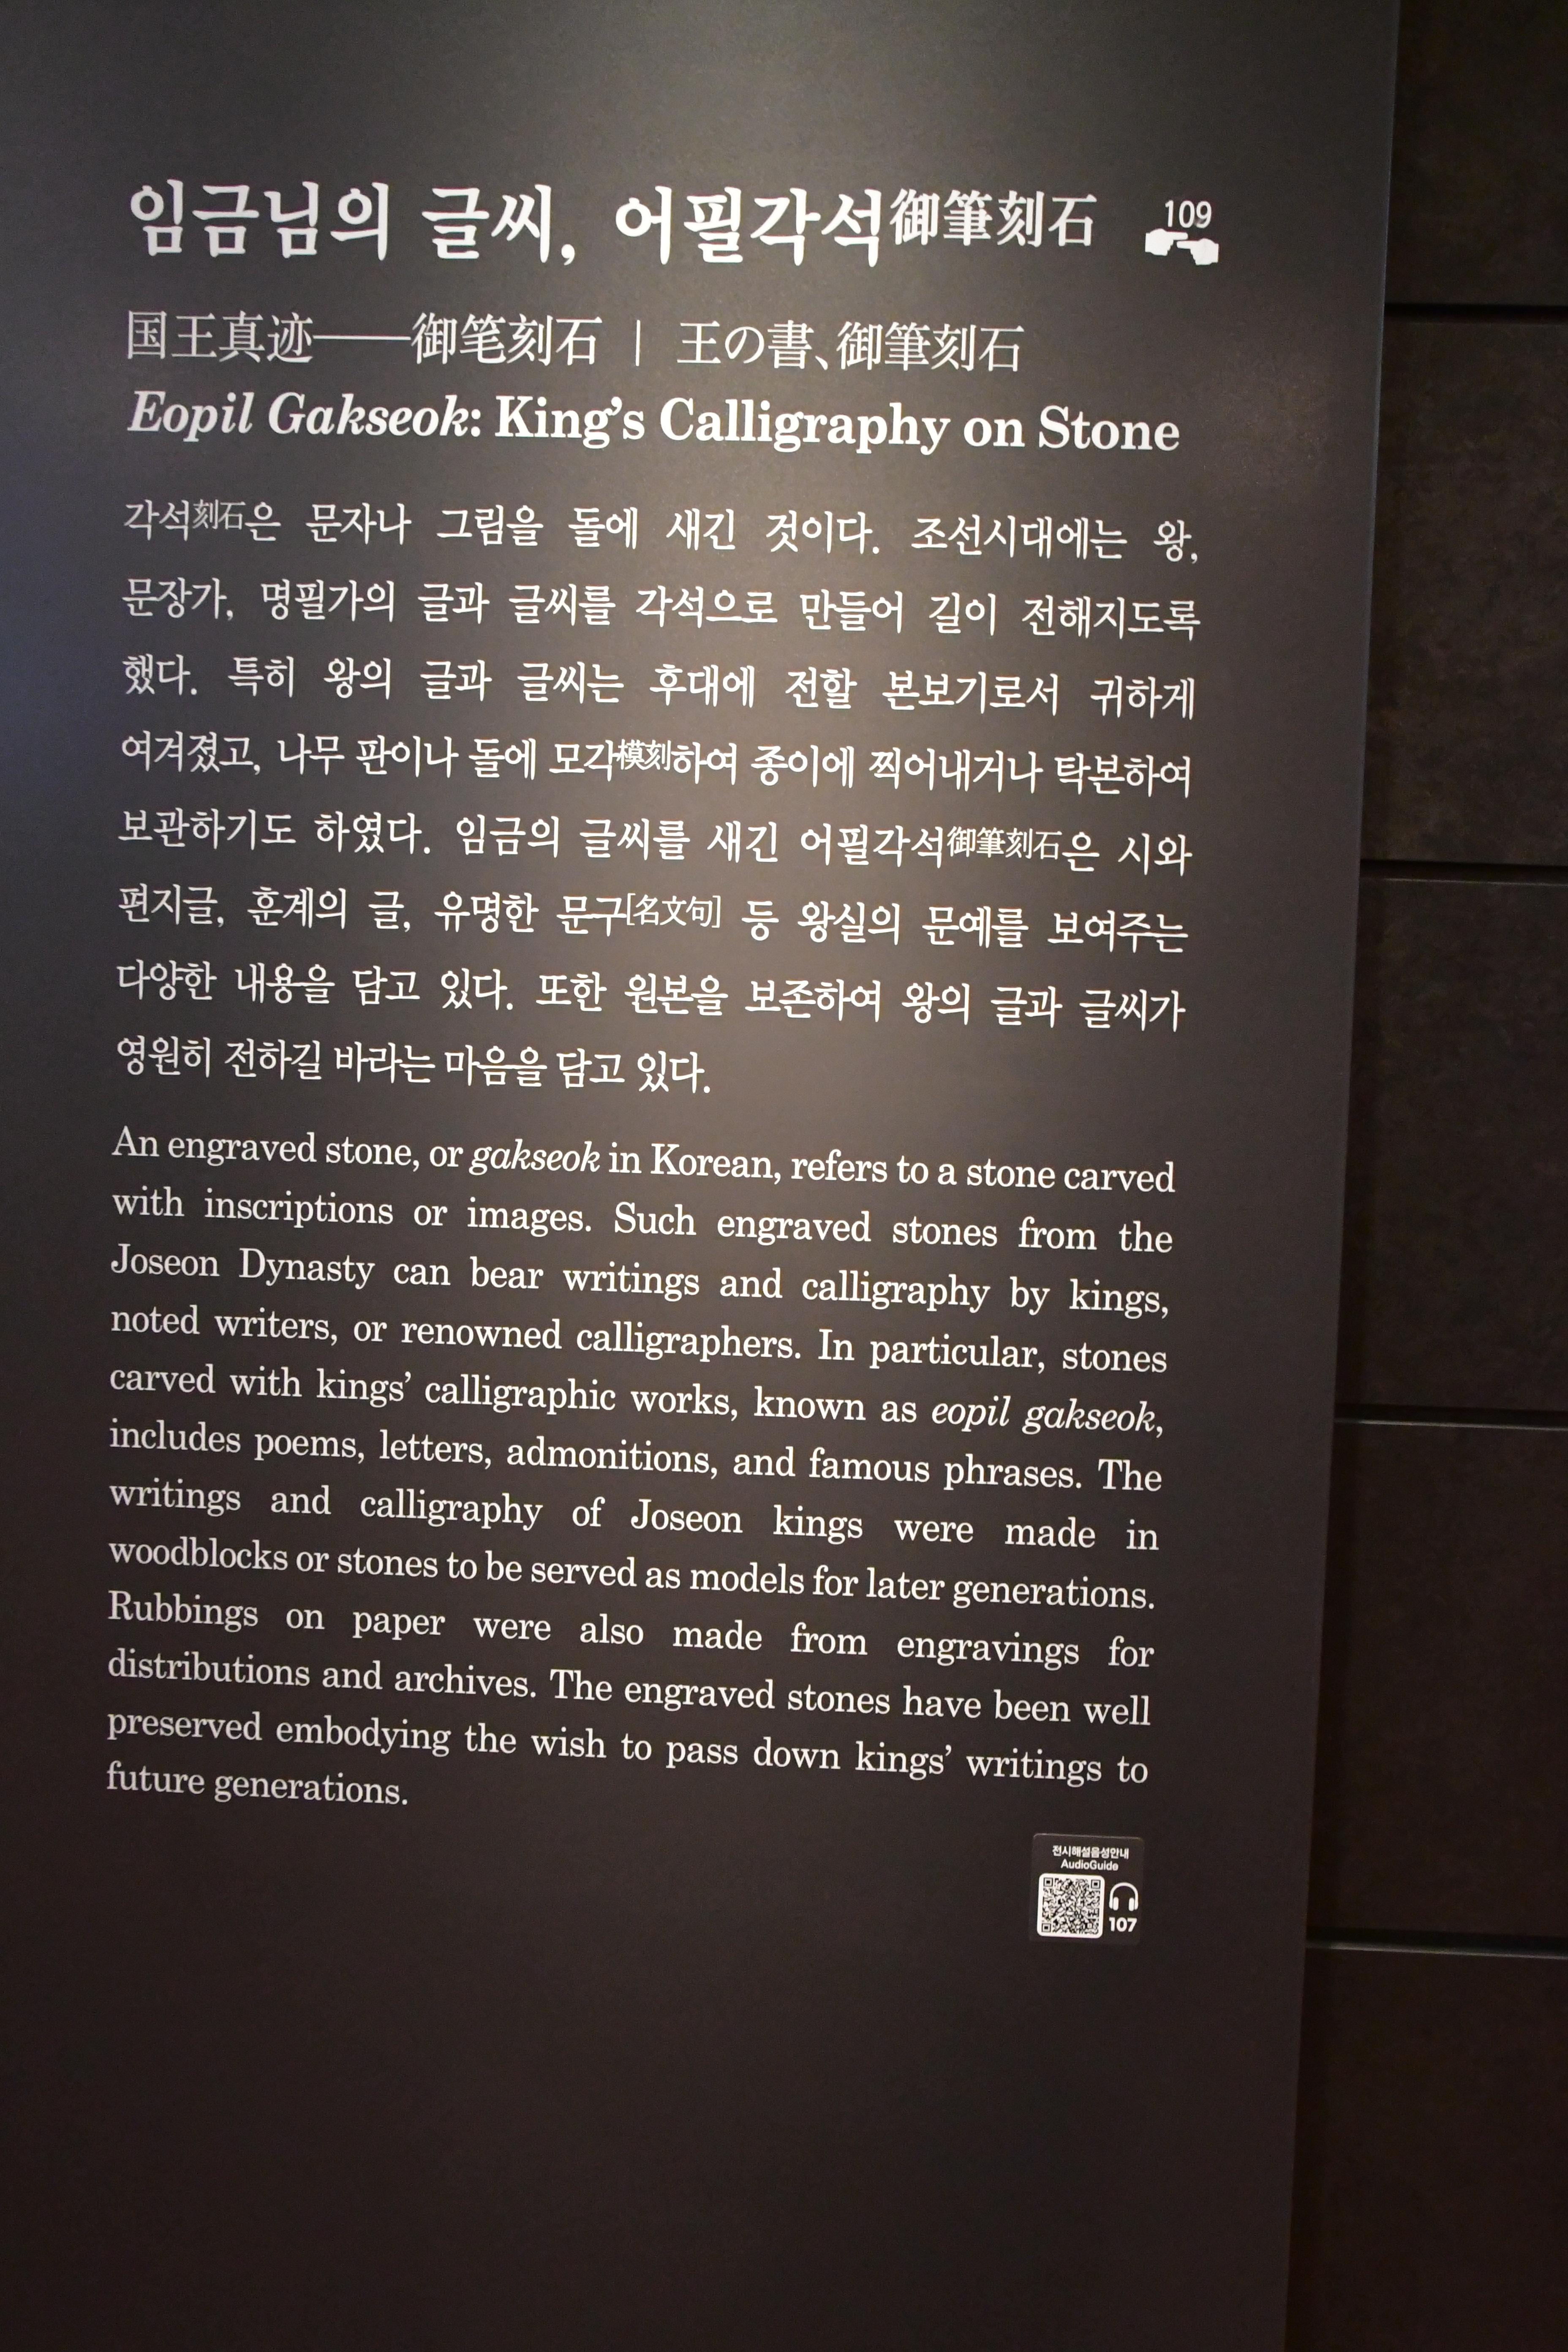 임금님의 글씨, 어필각석御筆刻石
109
国王真迹——御笔刻石 | 王の書、御筆刻石
Eopil Gakseok: King’s Calligraphy on Stone
각석刻石은 문자나 그림을 돌에 새긴 것이다. 조선시대에는 왕,
문장가, 명필가의 글과 글씨를 각석으로 만들어 길이 전해지도록
했다. 특히 왕의 글과 글씨는 후대에 전할 본보기로서 귀하게
여겨졌고, 나무 판이나 돌에 모각模刻하여 종이에 찍어내거나 탁본하여
보관하기도 하였다. 임금의 글씨를 새긴 어필각석御筆刻石은 시와
편지글, 훈계의 글, 유명한 문구[名文句] 등 왕실의 문예를 보여주는
다양한 내용을 담고 있다. 또한 원본을 보존하여 왕의 글과 글씨가
영원히 전하길 바라는 마음을 담고 있다.
An engraved stone, or gakseok in Korean, refers to a stone carved
with inscriptions or images. Such engraved stones from the
Joseon Dynasty can bear writings and calligraphy by kings,
noted writers, or renowned calligraphers. In particular, stones
carved with kings’ calligraphic works, known as eopil gakseok,
includes poems, letters, admonitions, and famous phrases. The
writings and calligraphy of Joseon kings were made in
woodblocks or stones to be served as models for later generations.
Rubbings on paper were also made from engravings for
distributions and archives. The engraved stones have been well
preserved embodying the wish to pass down kings’ writings to
future generations.
전시해설음성안내
AudioGuide
107